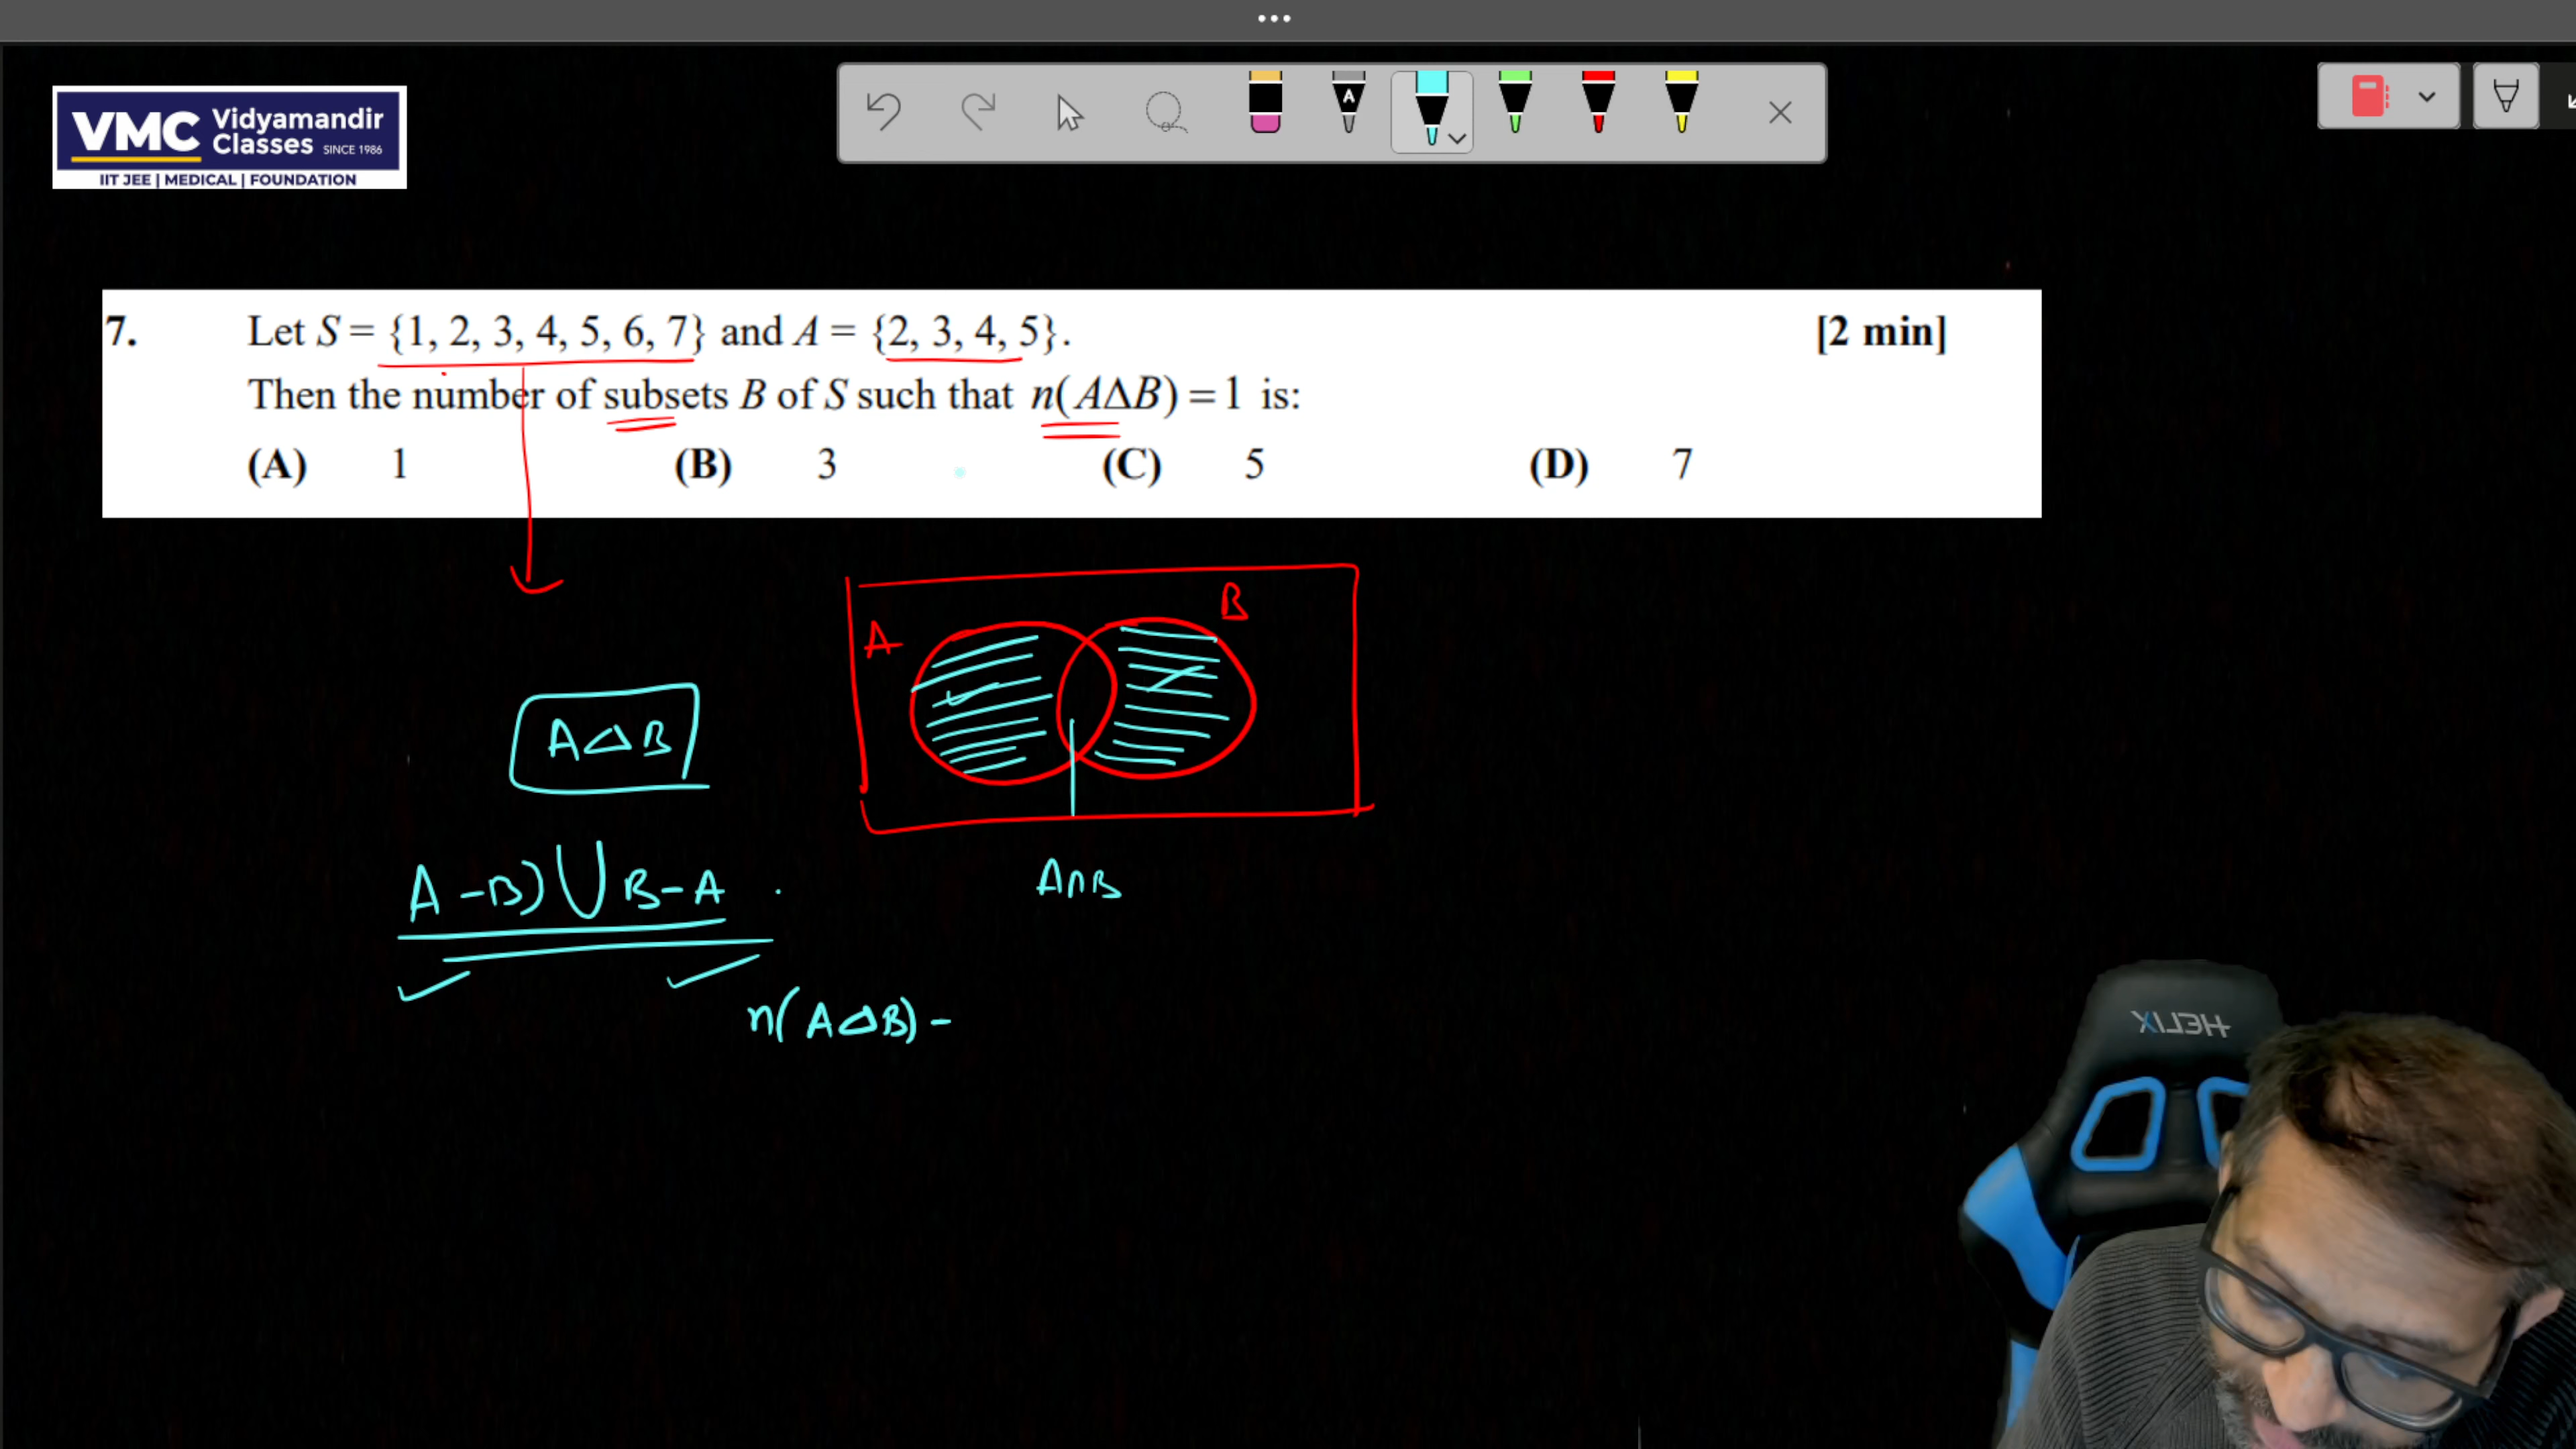 •••
VMC Vidyamandir Classes SINCE 1986
IIT JEE | MEDICAL | FOUNDATION
A
7. Let S = {1, 2, 3, 4, 5, 6, 7} and A = {2, 3, 4, 5}. [2 min]
Then the number of subsets B of S such that n(AΔB) = 1 is:
(A) 1 (B) 3 (C) 5 (D) 7
A B
AΔB
A - B) ∪ B - A .
A∩B
n(AΔB) -
HELIX